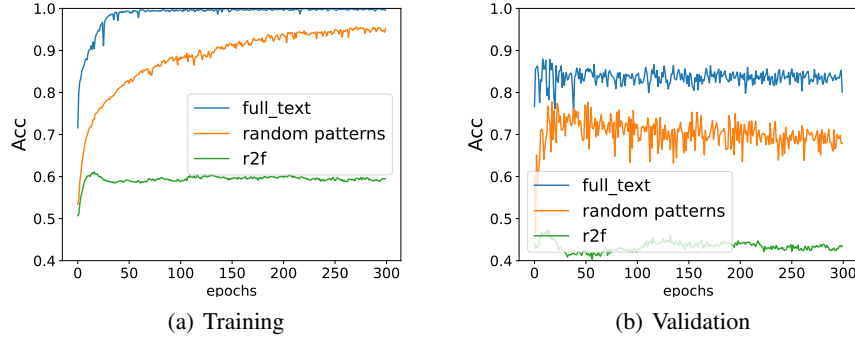 1.0
0.9
0.8
0.7
0.6
0.5
0.4
Acc
full_text
random patterns
r2f
0 50 100 150 200 250 300
epochs
(a) Training
1.0
0.9
0.8
0.7
0.6
0.5
0.4
Acc
full_text
random patterns
r2f
0 50 100 150 200 250 300
epochs
(b) Validation